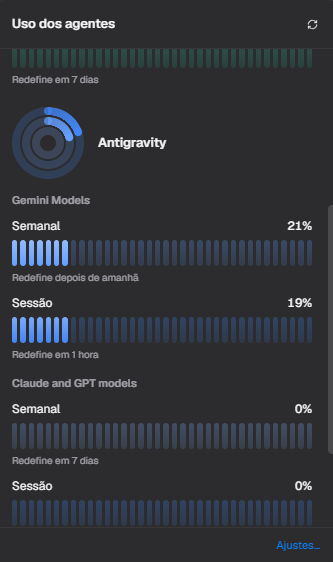 Uso dos agentes
Redefine em 7 dias
Antigravity
Gemini Models
Semanal 21%
Redefine depois de amanhã
Sessão 19%
Redefine em 1 hora
Claude and GPT models
Semanal 0%
Redefine em 7 dias
Sessão 0%
Ajustes...